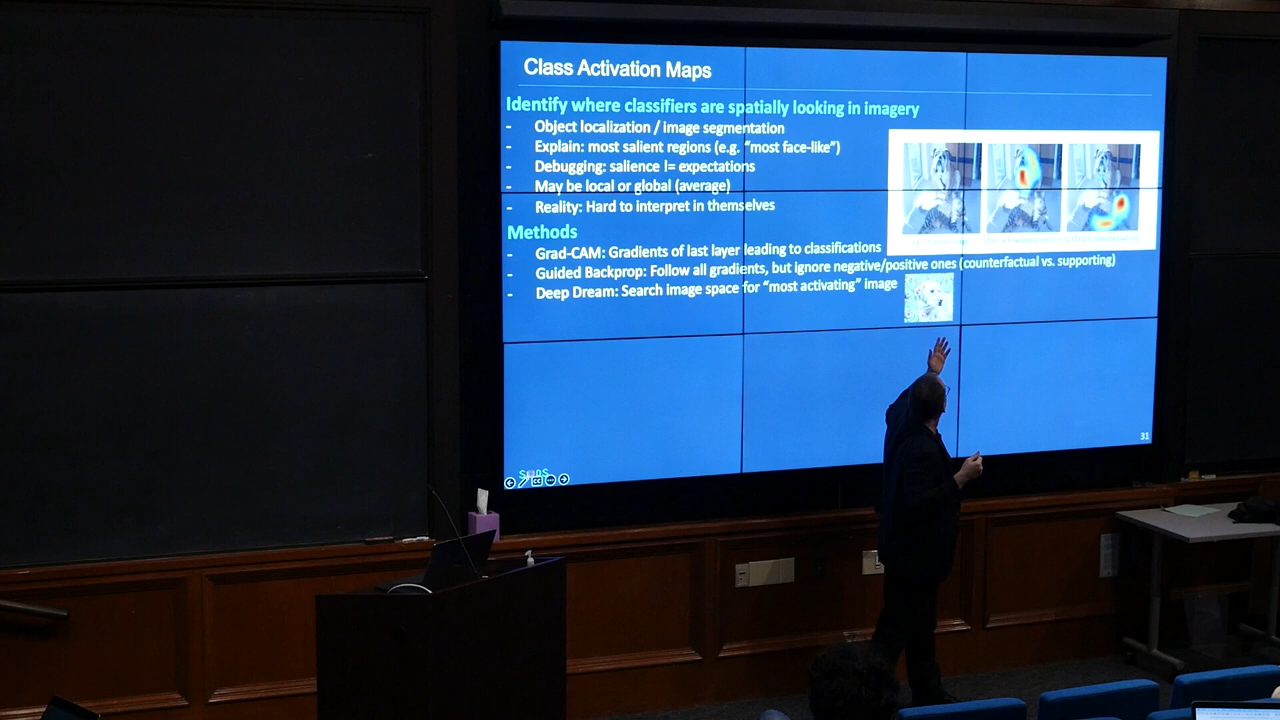 Class Activation Maps
Identify where classifiers are spatially looking in imagery
- Object localization / image segmentation
- Explain: most salient regions (e.g. “most face-like”)
- Debugging: salience != expectations
- May be local or global (average)
- Reality: Hard to interpret in themselves
Methods
- Grad-CAM: Gradients of last layer leading to classifications
- Guided Backprop: Follow all gradients, but ignore negative/positive ones (counterfactual vs. supporting)
- Deep Dream: Search image space for “most activating” image
31